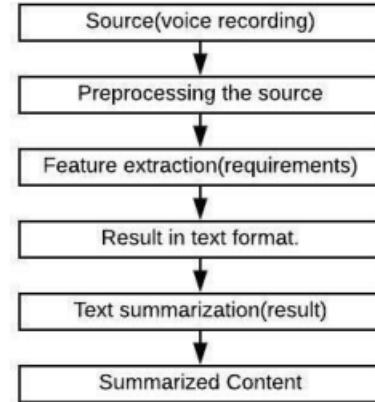 Source(voice recording)
Preprocessing the source
Feature extraction(requirements)
Result in text format.
Text summarization(result)
Summarized Content